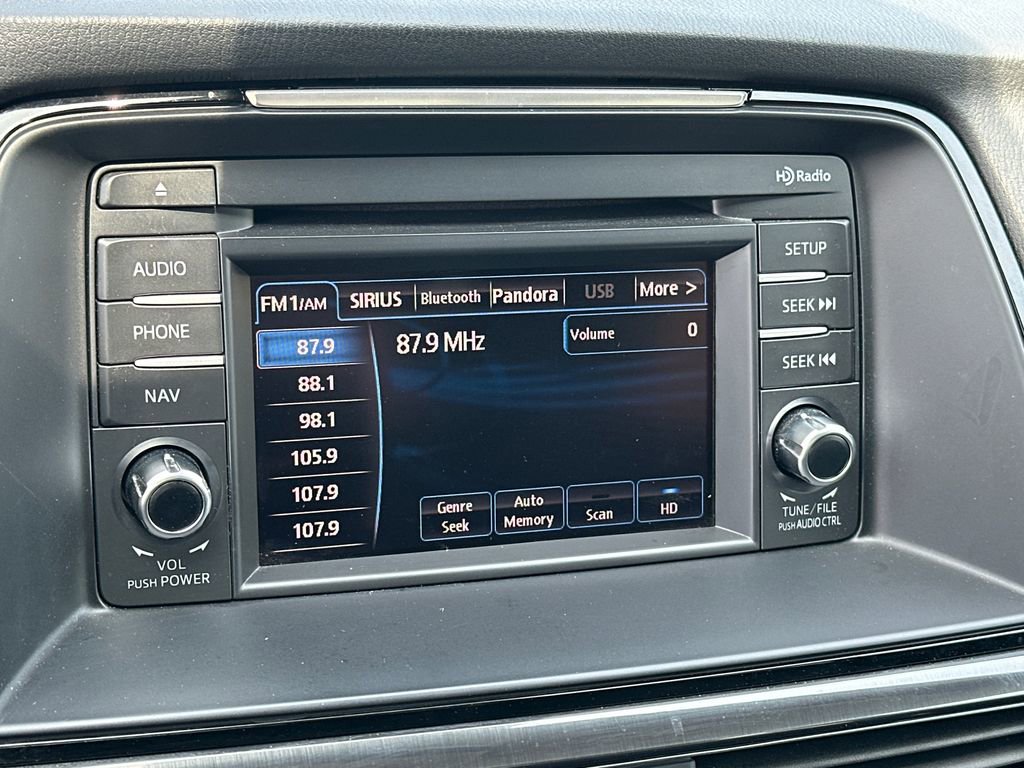 HD Radio
AUDIO
PHONE
NAV
VOL
PUSH POWER
FM1/AM SIRIUS Bluetooth Pandora USB More >
87.9
88.1
98.1
105.9
107.9
107.9
87.9 MHz
Volume 0
Genre
Seek
Auto
Memory
Scan
HD
SETUP
SEEK
SEEK
TUNE/FILE
PUSH AUDIO CTRL